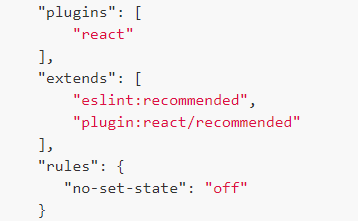 "plugins": [
"react"
],
"extends": [
"eslint:recommended",
"plugin:react/recommended"
],
"rules": {
"no-set-state": "off"
}